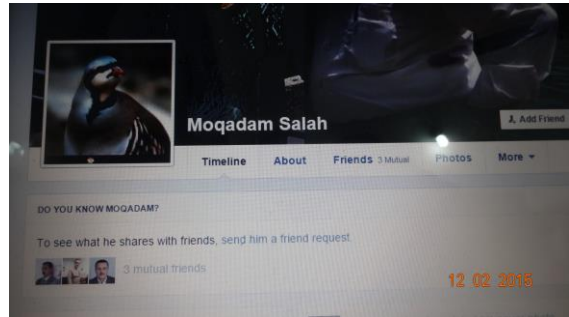 Moqadam Salah
Add Friend
Timeline About Friends 3 Mutual Photos More
DO YOU KNOW MOQADAM?
To see what he shares with friends, send him a friend request.
3 mutual friends
12 02 2015